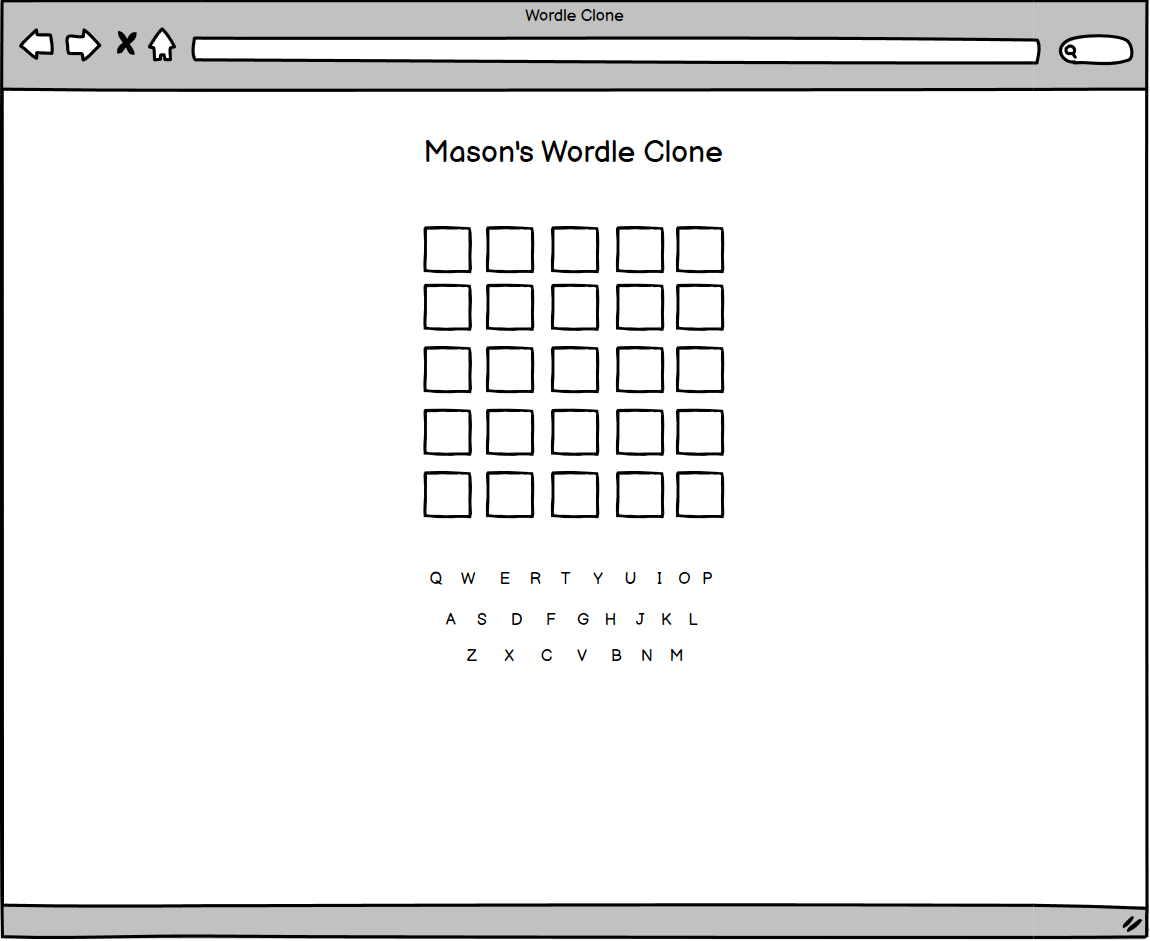 Wordle Clone
Mason's Wordle Clone
Q W E R T Y U I O P
A S D F G H J K L
Z X C V B N M